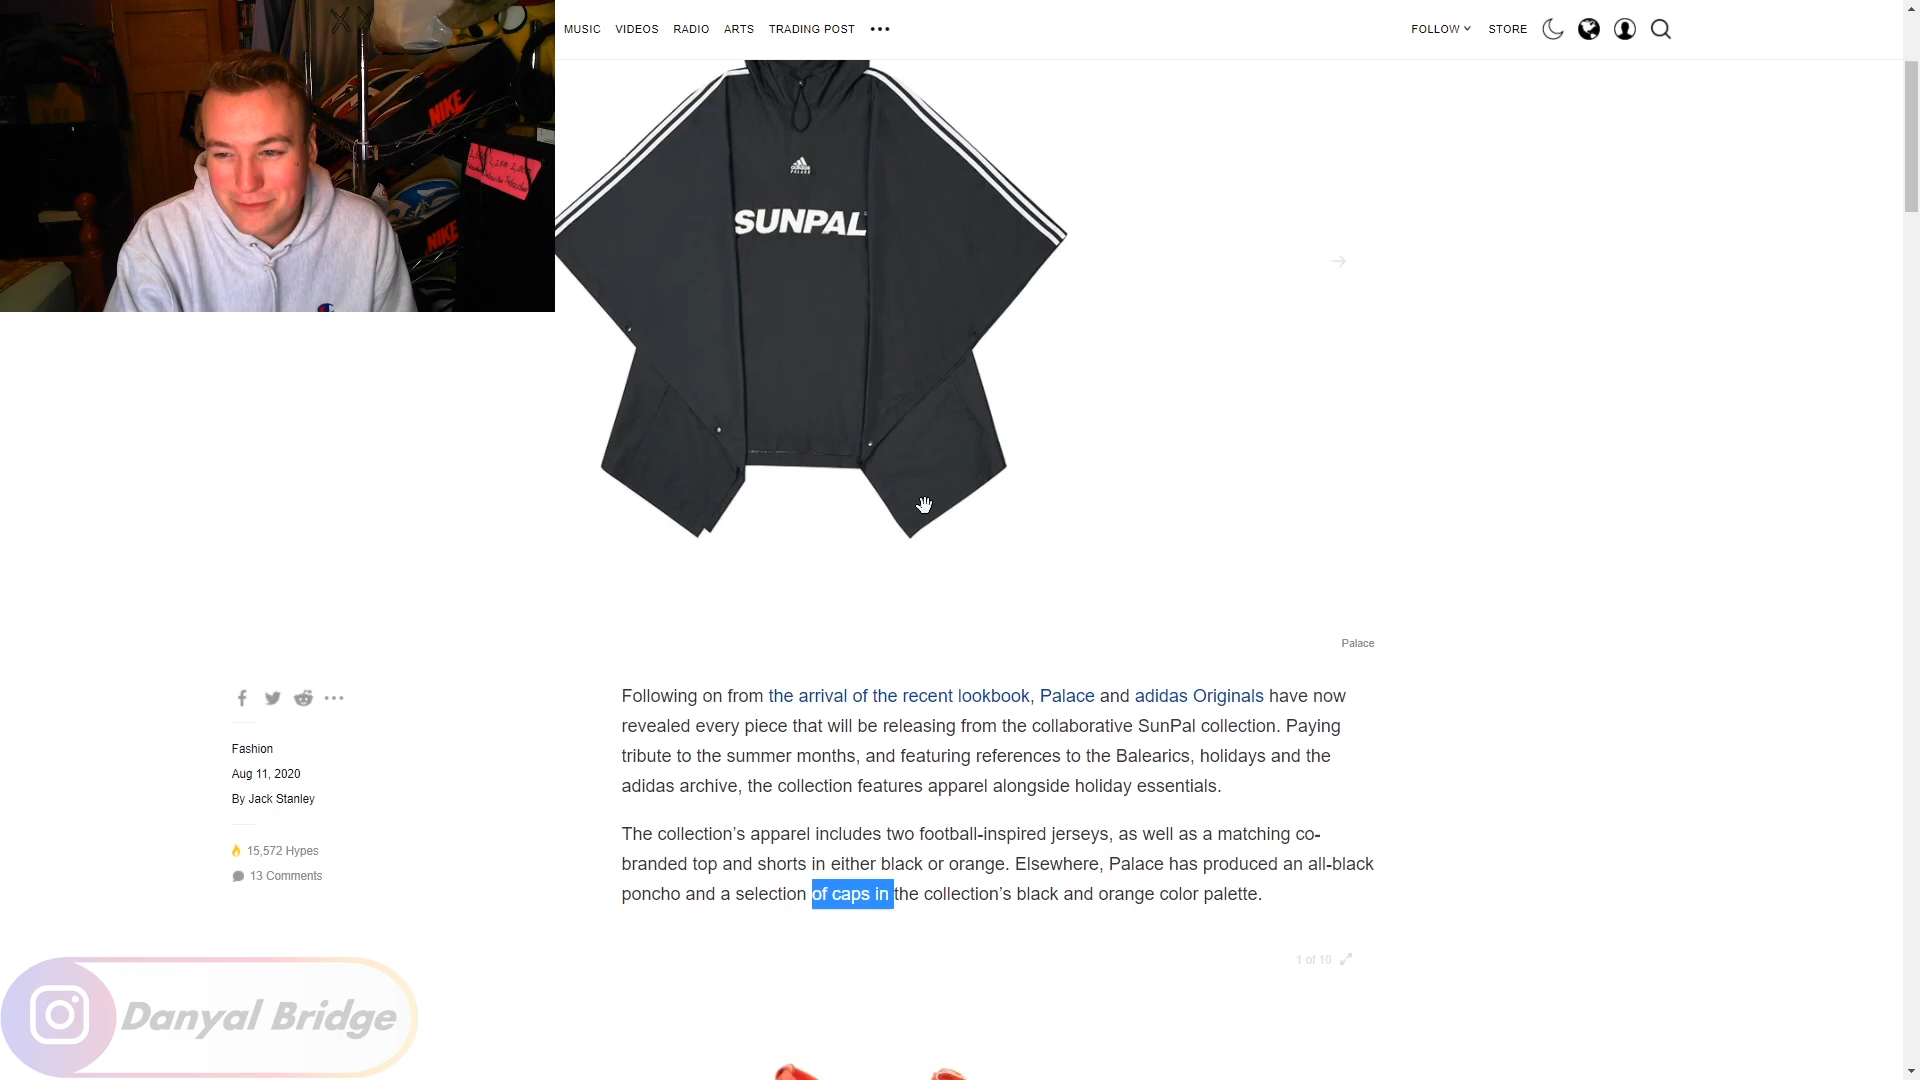 MUSIC VIDEOS RADIO ARTS TRADING POST •••
FOLLOW STORE
NIKE
NIKE
adidas
PALACE
SUNPAL
Palace
Following on from the arrival of the recent lookbook, Palace and adidas Originals have now
revealed every piece that will be releasing from the collaborative SunPal collection. Paying
tribute to the summer months, and featuring references to the Balearics, holidays and the
adidas archive, the collection features apparel alongside holiday essentials.
Fashion
Aug 11, 2020
By Jack Stanley
15,572 Hypes
13 Comments
The collection’s apparel includes two football-inspired jerseys, as well as a matching co-
branded top and shorts in either black or orange. Elsewhere, Palace has produced an all-black
poncho and a selection of caps in the collection’s black and orange color palette.
1 of 10
Danyal Bridge